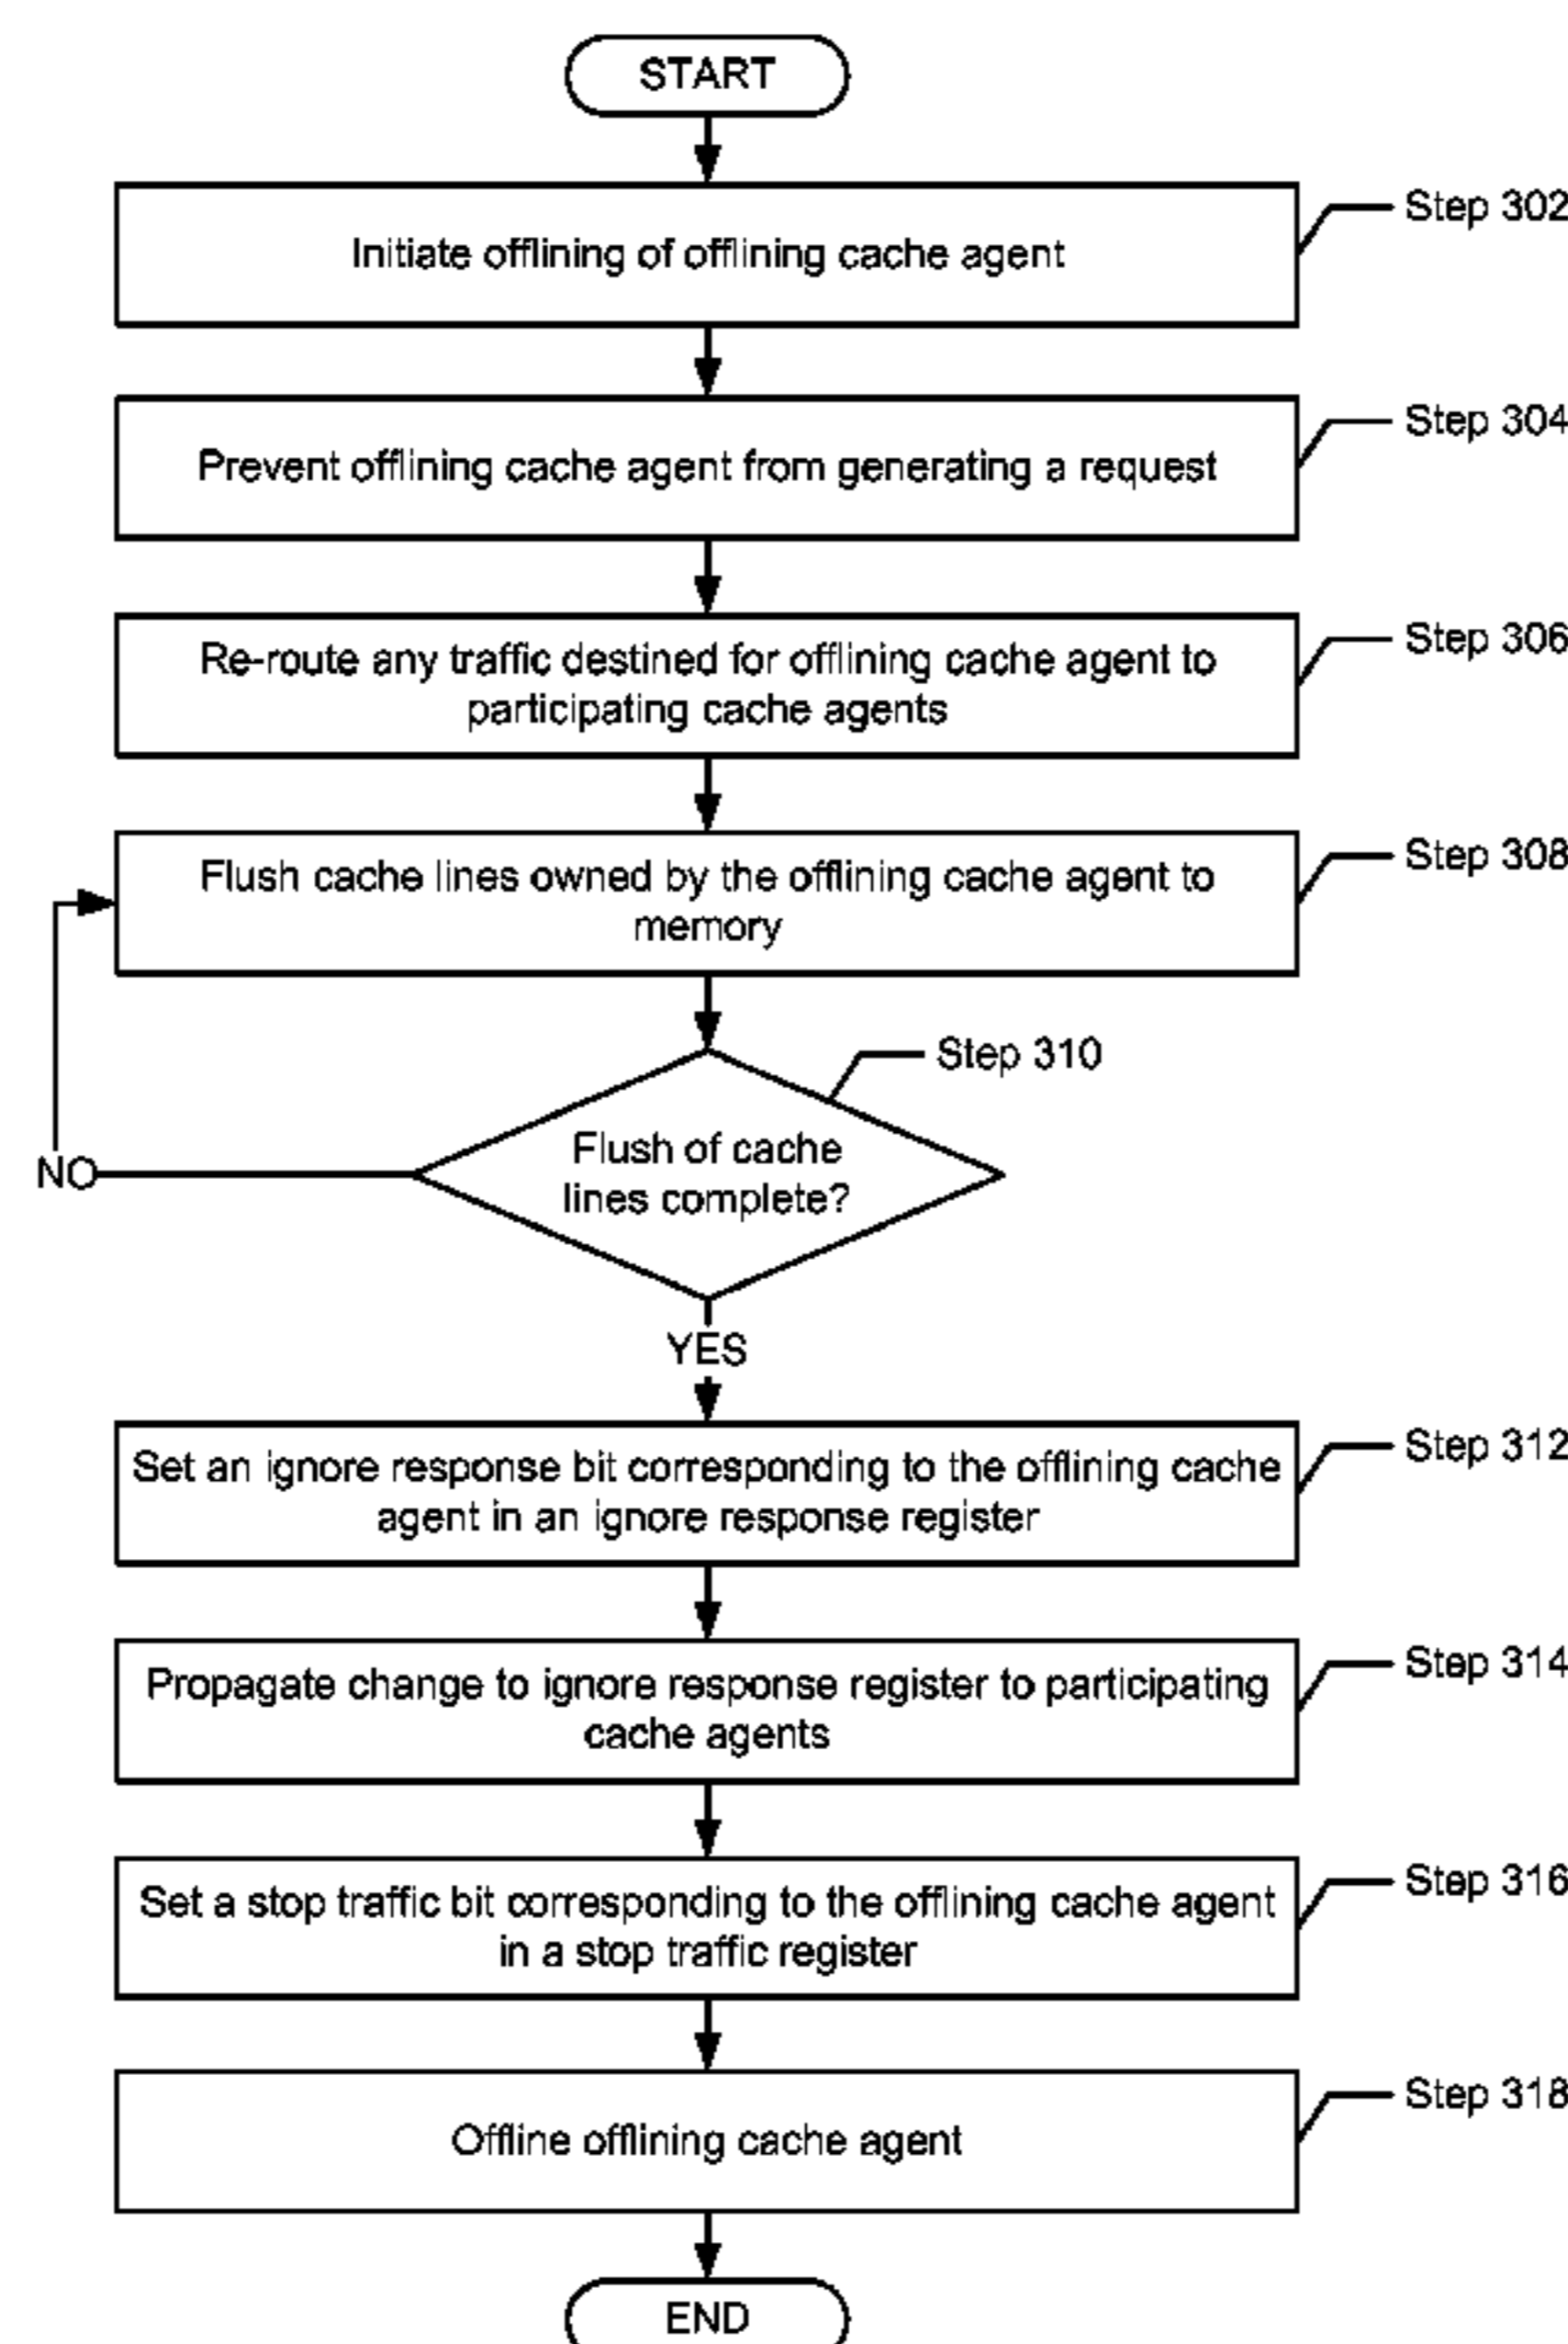 START
Step 302
Initiate offlining of offlining cache agent
Step 304
Prevent offlining cache agent from generating a request
Step 306
Re-route any traffic destined for offlining cache agent to
participating cache agents
Step 308
Flush cache lines owned by the offlining cache agent to
memory
Step 310
Flush of cache
lines complete?
NO
YES
Step 312
Set an ignore response bit corresponding to the offlining cache
agent in an ignore response register
Step 314
Propagate change to ignore response register to participating
cache agents
Step 316
Set a stop traffic bit corresponding to the offlining cache agent
in a stop traffic register
Step 318
Offline offlining cache agent
END